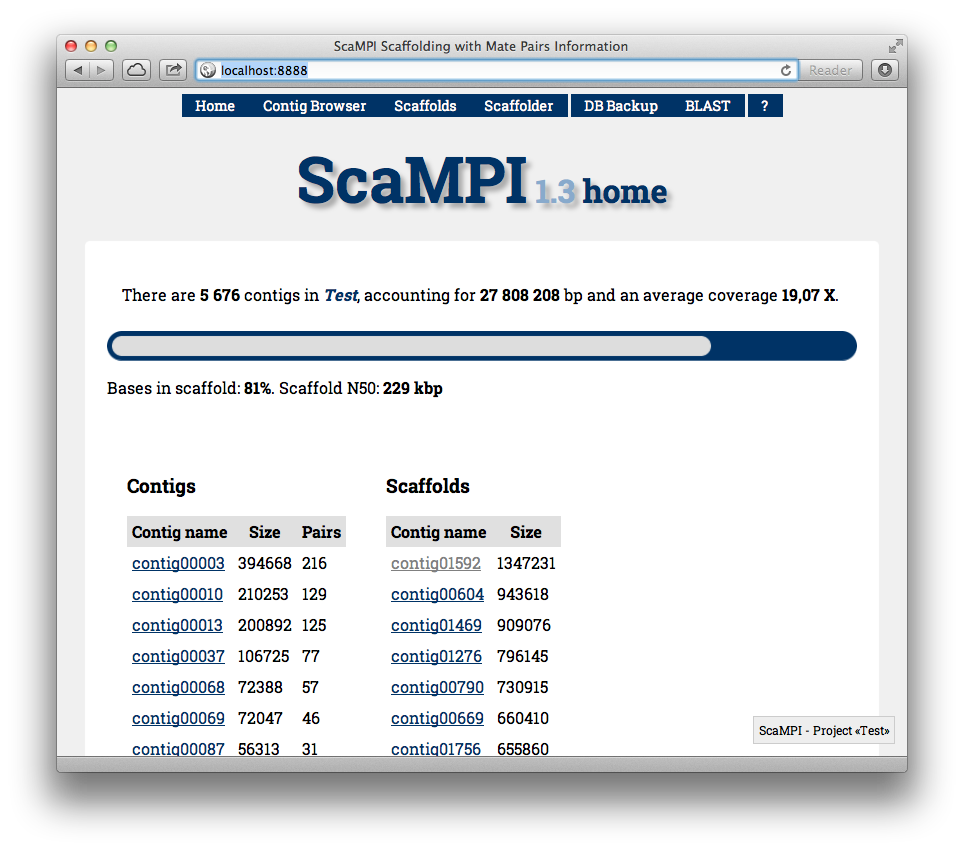 ScaMPI Scaffolding with Mate Pairs Information
localhost:8888
Reader
Home Contig Browser Scaffolds Scaffolder DB Backup BLAST ?
ScaMPI 1.3 home
There are 5 676 contigs in Test, accounting for 27 808 208 bp and an average coverage 19,07 X.
Bases in scaffold: 81%. Scaffold N50: 229 kbp
Contigs
Contig name Size Pairs
contig00003 394668 216
contig00010 210253 129
contig00013 200892 125
contig00037 106725 77
contig00068 72388 57
contig00069 72047 46
contig00087 56313 31
Scaffolds
Contig name Size
contig01592 1347231
contig00604 943618
contig01469 909076
contig01276 796145
contig00790 730915
contig00669 660410
contig01756 655860
ScaMPI - Project «Test»